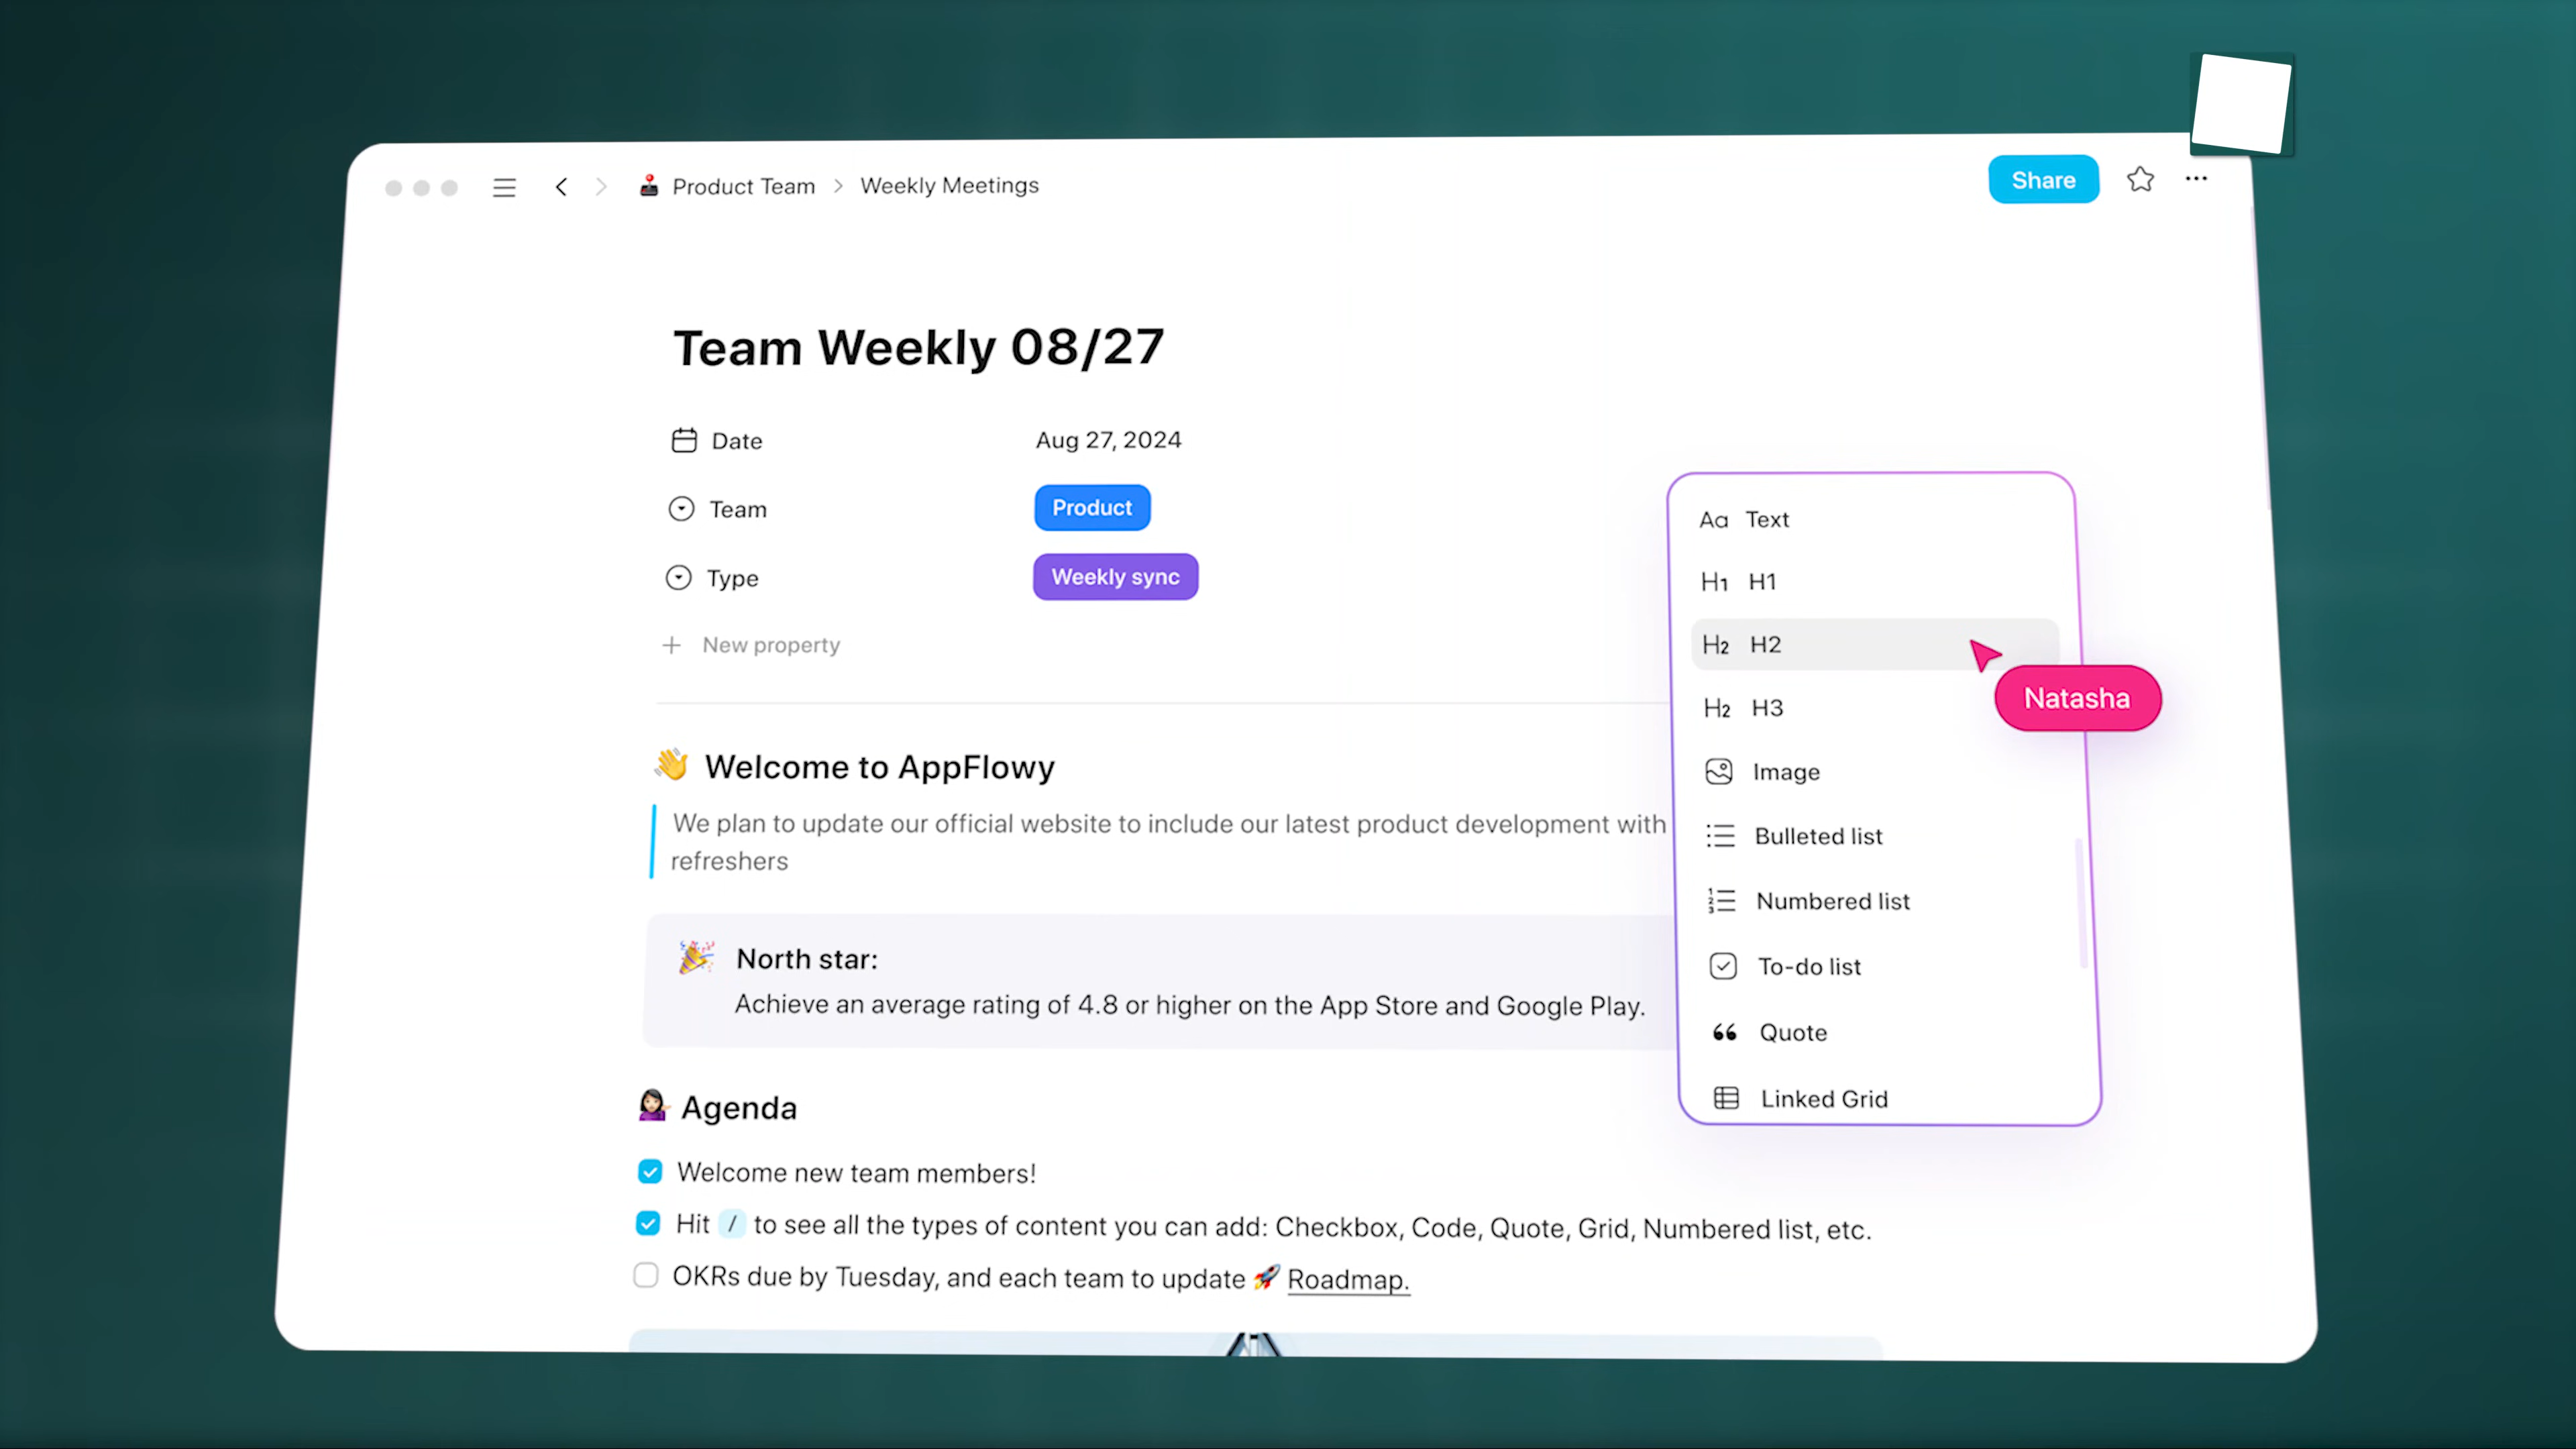 Product Team > Weekly Meetings
Share
Team Weekly 08/27
Date Aug 27, 2024
Team Product
Type Weekly sync
+ New property
👋 Welcome to AppFlowy
We plan to update our official website to include our latest product development with
refreshers
🎉 North star:
Achieve an average rating of 4.8 or higher on the App Store and Google Play.
Agenda
Welcome new team members!
Hit / to see all the types of content you can add: Checkbox, Code, Quote, Grid, Numbered list, etc.
OKRs due by Tuesday, and each team to update 🚀 Roadmap.
Aa Text
H1 H1
H2 H2
H2 H3
Image
Bulleted list
Numbered list
To-do list
Quote
Linked Grid
Natasha